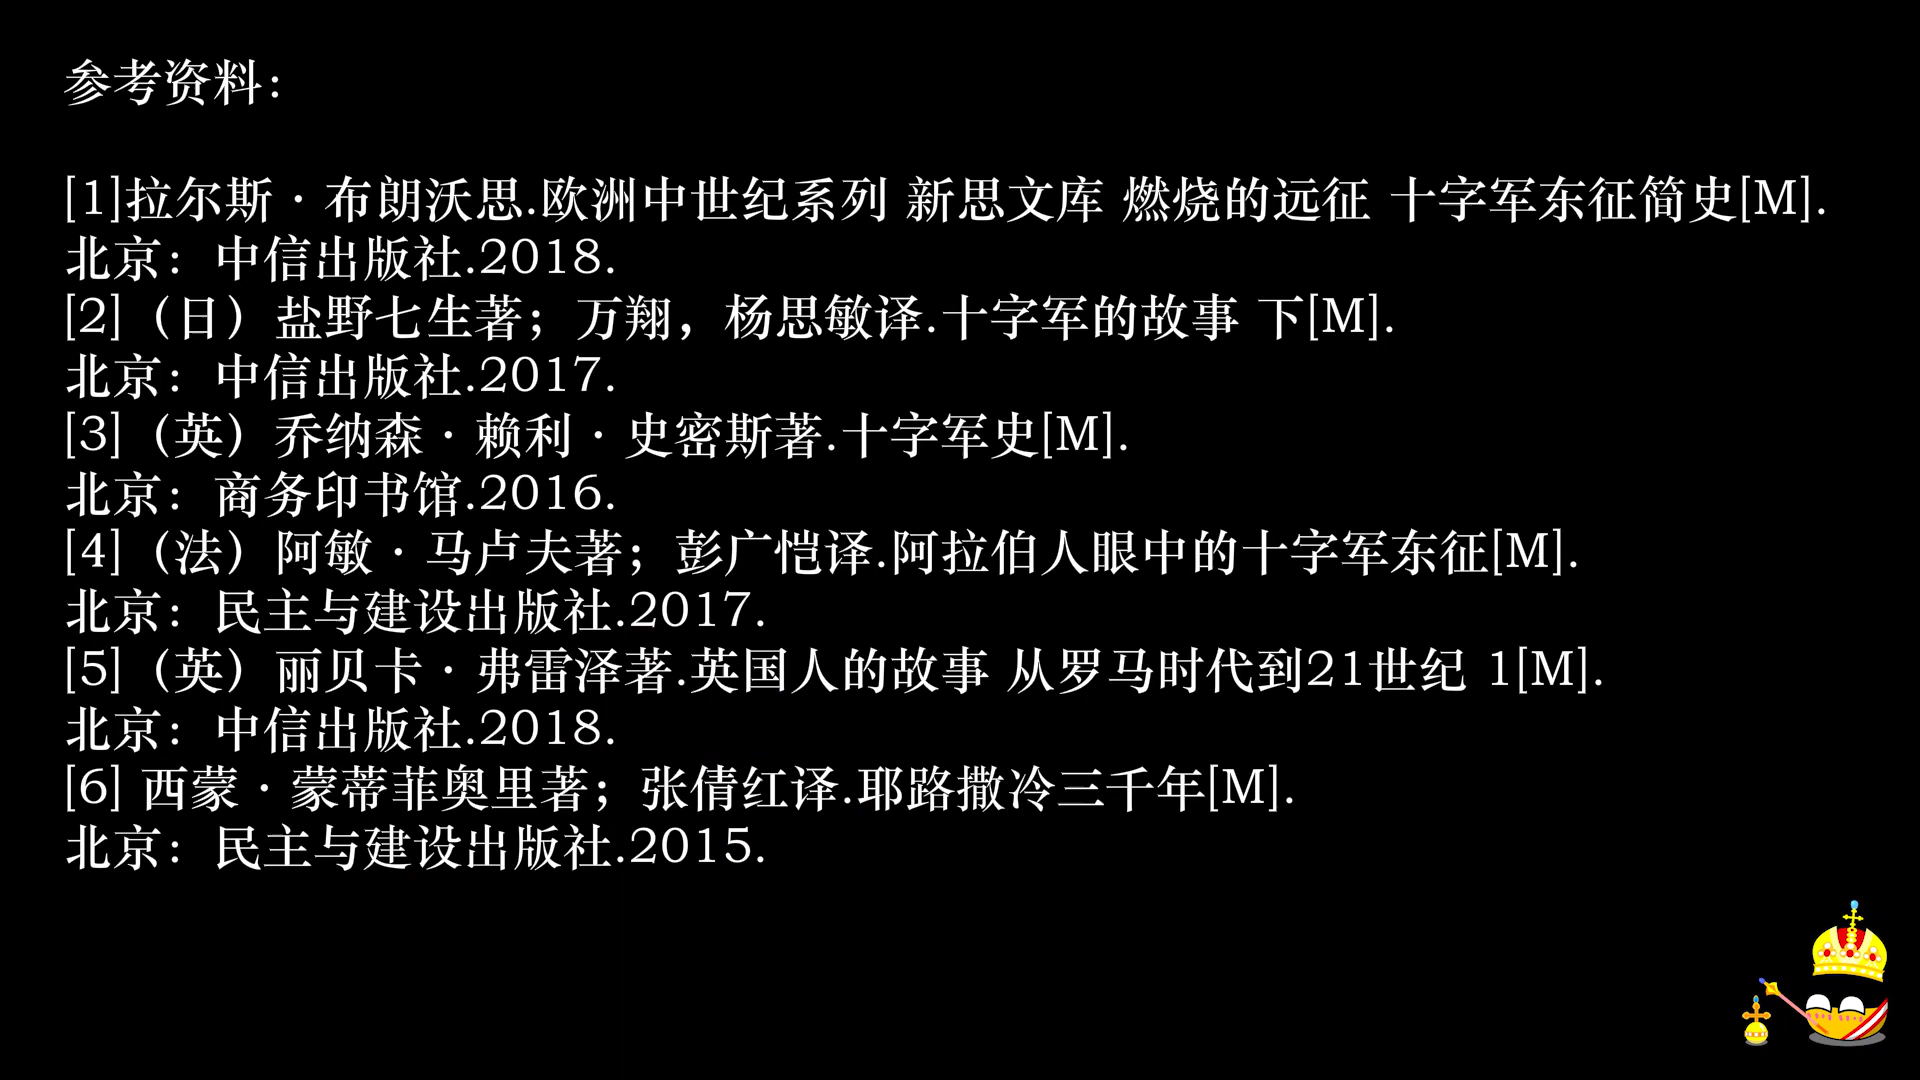 参考资料：
[1]拉尔斯·布朗沃思.欧洲中世纪系列 新思文库 燃烧的远征 十字军东征简史[M].
北京：中信出版社.2018.
[2]（日）盐野七生著；万翔，杨思敏译.十字军的故事 下[M].
北京：中信出版社.2017.
[3]（英）乔纳森·赖利·史密斯著.十字军史[M].
北京：商务印书馆.2016.
[4]（法）阿敏·马卢夫著；彭广恺译.阿拉伯人眼中的十字军东征[M].
北京：民主与建设出版社.2017.
[5]（英）丽贝卡·弗雷泽著.英国人的故事 从罗马时代到21世纪 1[M].
北京：中信出版社.2018.
[6] 西蒙·蒙蒂菲奥里著；张倩红译.耶路撒冷三千年[M].
北京：民主与建设出版社.2015.